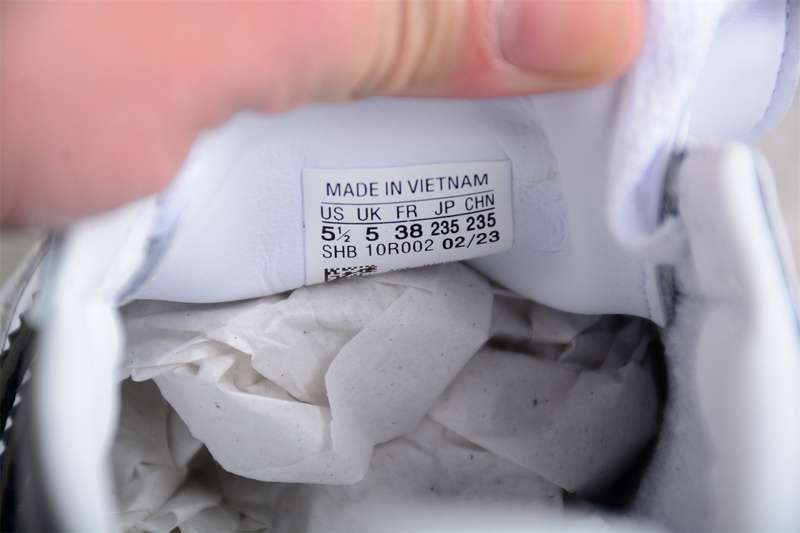 MADE IN VIETNAM
US UK FR JP CHN
5½ 5 38 235 235
SHB 10R002 02/23